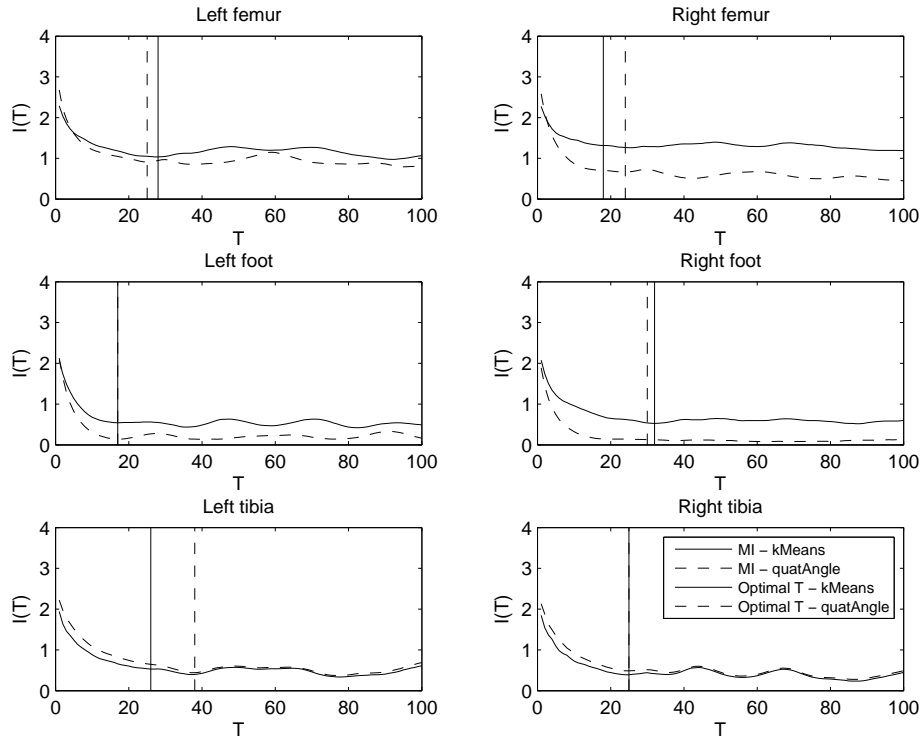 Left femur
I(T)
4
3
2
1
0
0 20 40 60 80 100
T
Right femur
I(T)
4
3
2
1
0
0 20 40 60 80 100
T
Left foot
I(T)
4
3
2
1
0
0 20 40 60 80 100
T
Right foot
I(T)
4
3
2
1
0
0 20 40 60 80 100
T
Left tibia
I(T)
4
3
2
1
0
0 20 40 60 80 100
T
Right tibia
I(T)
4
3
2
1
0
0 20 40 60 80 100
T
MI − kMeans
MI − quatAngle
Optimal T − kMeans
Optimal T − quatAngle